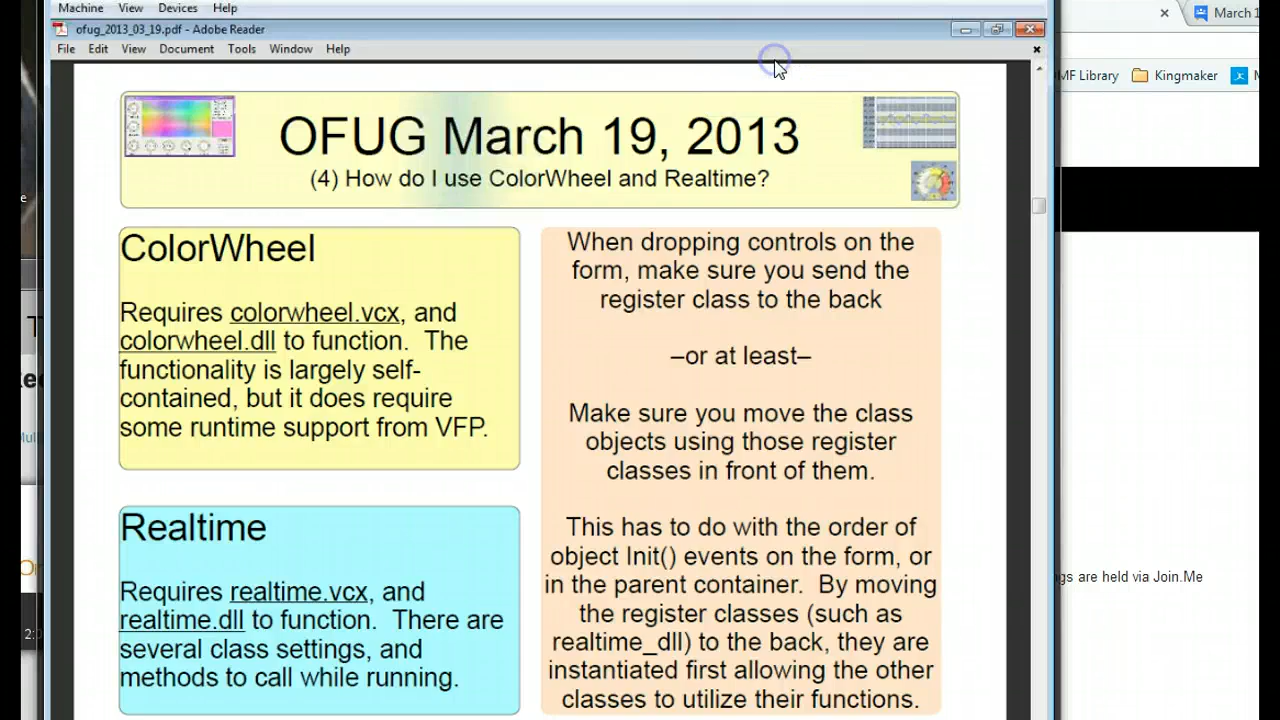 Machine View Devices Help
ofug_2013_03_19.pdf - Adobe Reader
File Edit View Document Tools Window Help
March 1
MF Library Kingmaker
OFUG March 19, 2013
(4) How do I use ColorWheel and Realtime?
ColorWheel
Requires colorwheel.vcx, and
colorwheel.dll to function. The
functionality is largely self-
contained, but it does require
some runtime support from VFP.
Realtime
Requires realtime.vcx, and
realtime.dll to function. There are
several class settings, and
methods to call while running.
When dropping controls on the
form, make sure you send the
register class to the back
–or at least–
Make sure you move the class
objects using those register
classes in front of them.
This has to do with the order of
object Init() events on the form, or
in the parent container. By moving
the register classes (such as
realtime_dll) to the back, they are
instantiated first allowing the other
classes to utilize their functions.
gs are held via Join.Me